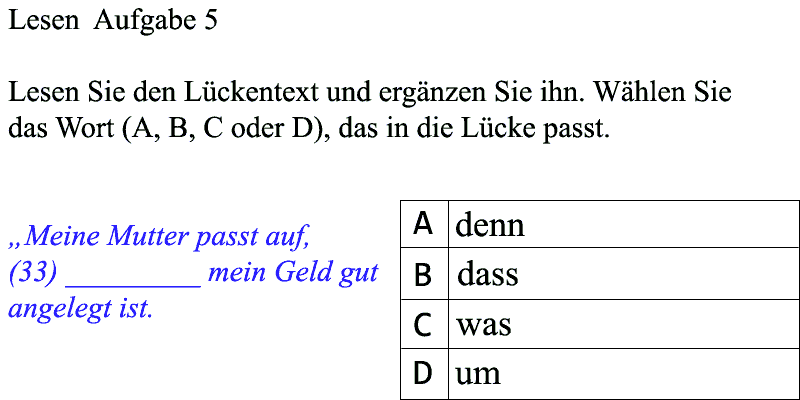 Lesen  Aufgabe 5
Lesen Sie den Lückentext und ergänzen Sie ihn. Wählen Sie
das Wort (A, B, C oder D), das in die Lücke passt.
„Meine Mutter passt auf,
(33) _________ mein Geld gut
angelegt ist.
A denn
B dass
C was
D um